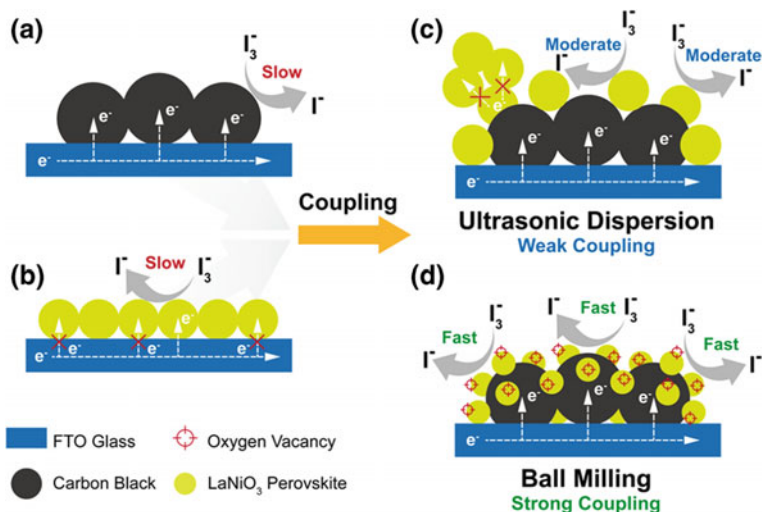 (a)
I₃⁻
Slow
I⁻
e⁻ e⁻ e⁻
e⁻
(b)
I⁻ Slow I₃⁻
e⁻
e⁻ e⁻ e⁻ e⁻
Coupling
(c)
I₃⁻ I₃⁻
Moderate
I⁻
Moderate
I⁻
e⁻
e⁻ e⁻ e⁻
e⁻
Ultrasonic Dispersion
Weak Coupling
(d)
I⁻ I₃⁻
Fast
I₃⁻ I₃⁻
Fast Fast
I⁻ I⁻
e⁻ e⁻ e⁻
e⁻
Ball Milling
Strong Coupling
FTO Glass
Oxygen Vacancy
Carbon Black
LaNiO₃ Perovskite